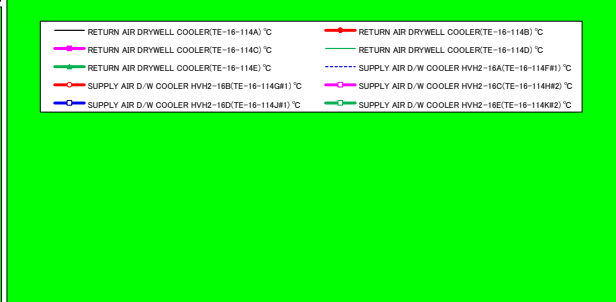 RETURN AIR DRYWELL COOLER(TE-16-114A) ℃ RETURN AIR DRYWELL COOLER(TE-16-114B) ℃
RETURN AIR DRYWELL COOLER(TE-16-114C) ℃ RETURN AIR DRYWELL COOLER(TE-16-114D) ℃
RETURN AIR DRYWELL COOLER(TE-16-114E) ℃ SUPPLY AIR D/W COOLER HVH2-16A(TE-16-114F#1) ℃
SUPPLY AIR D/W COOLER HVH2-16B(TE-16-114G#1) ℃ SUPPLY AIR D/W COOLER HVH2-16C(TE-16-114H#2) ℃
SUPPLY AIR D/W COOLER HVH2-16D(TE-16-114J#1) ℃ SUPPLY AIR D/W COOLER HVH2-16E(TE-16-114K#2) ℃